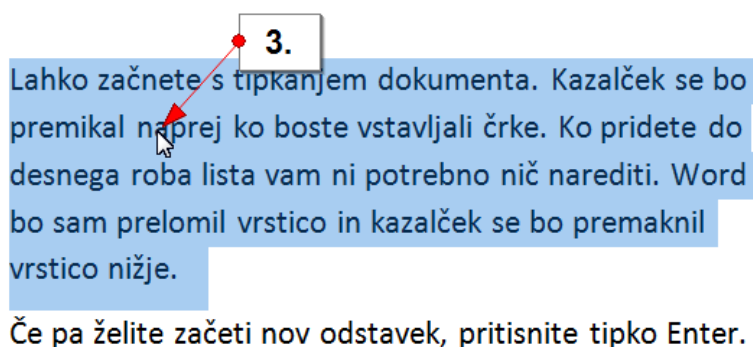 3.
Lahko začnete s tipkanjem dokumenta. Kazalček se bo
premikal naprej ko boste vstavljali črke. Ko pridete do
desnega roba lista vam ni potrebno nič narediti. Word
bo sam prelomil vrstico in kazalček se bo premaknil
vrstico nižje.
Če pa želite začeti nov odstavek, pritisnite tipko Enter.